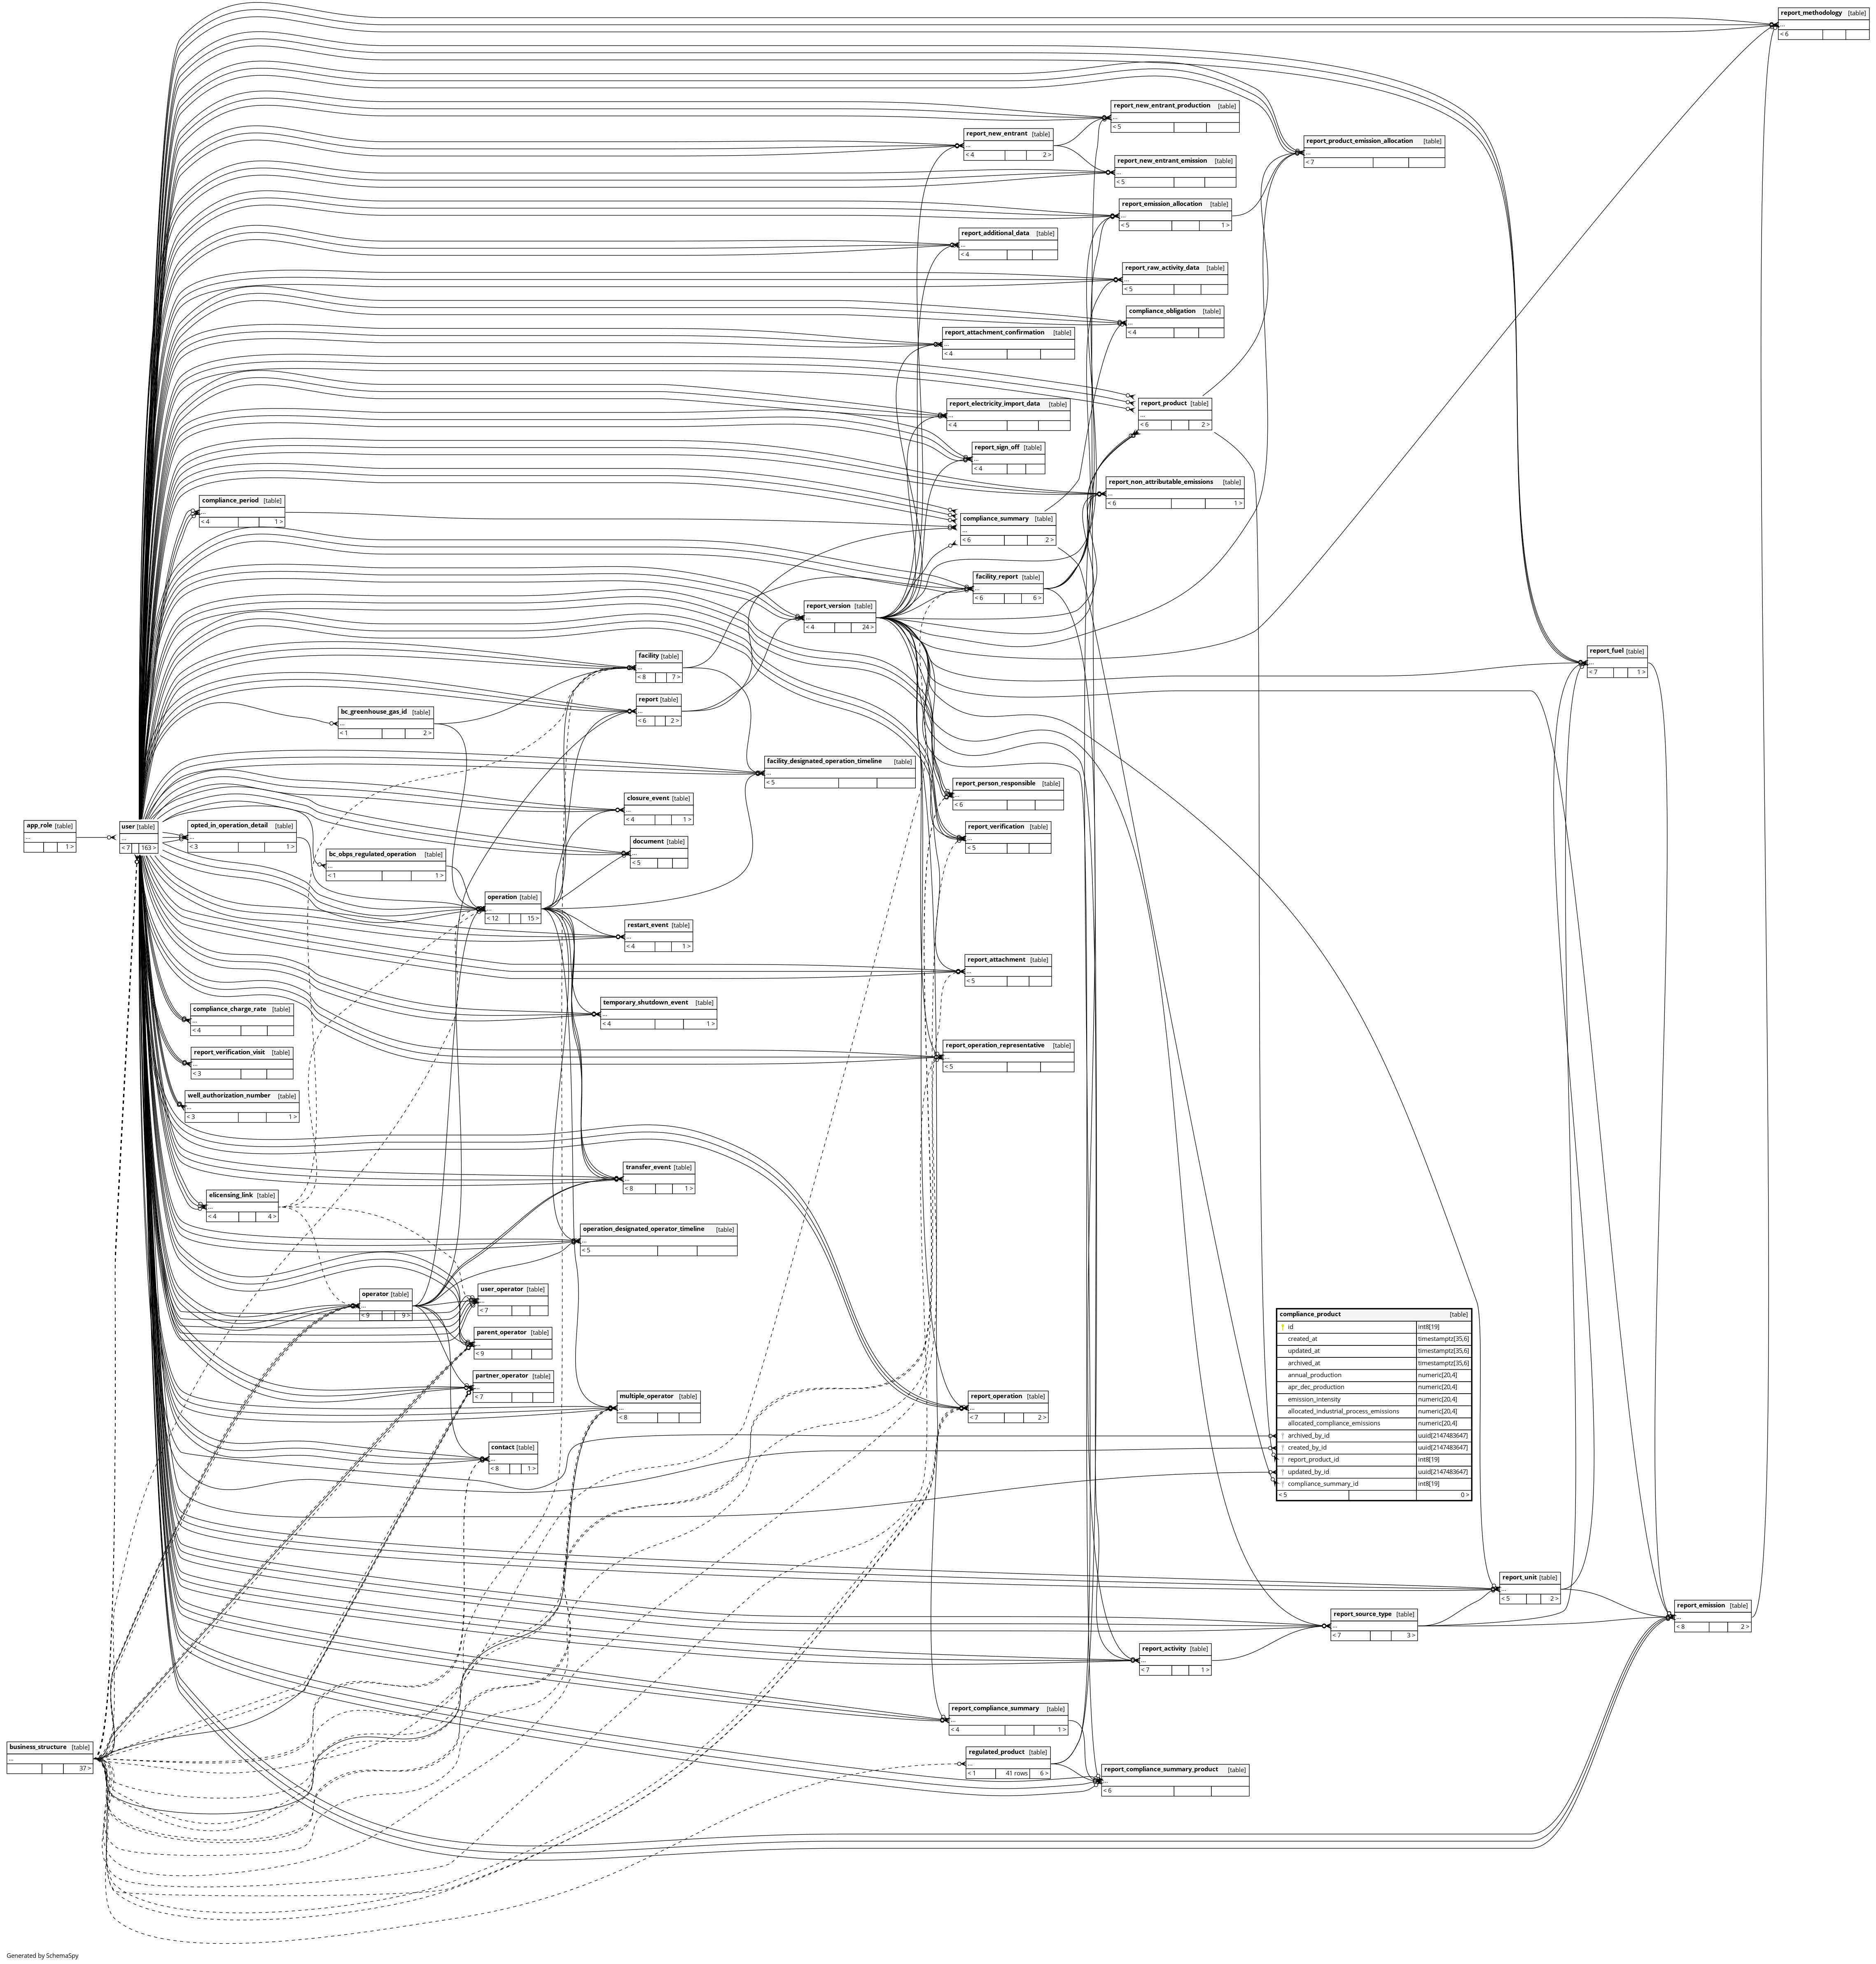 report_methodology [table]
...
< 6
report_new_entrant_production [table]
...
< 5
report_new_entrant [table]
...
< 4 2 >
report_product_emission_allocation [table]
...
< 7
report_new_entrant_emission [table]
...
< 5
report_emission_allocation [table]
...
< 5 1 >
report_additional_data [table]
...
< 4
report_raw_activity_data [table]
...
< 5
compliance_obligation [table]
...
< 4
report_attachment_confirmation [table]
...
< 4
report_product [table]
...
< 6 2 >
report_electricity_import_data [table]
...
< 4
report_sign_off [table]
...
< 4
report_non_attributable_emissions [table]
...
< 6 1 >
compliance_period [table]
...
< 4 1 >
compliance_summary [table]
...
< 6 2 >
facility_report [table]
...
< 6 6 >
report_version [table]
...
< 4 24 >
report_fuel [table]
...
< 7 1 >
facility [table]
...
< 8 7 >
report [table]
...
< 6 2 >
bc_greenhouse_gas_id [table]
...
< 1 2 >
facility_designated_operation_timeline [table]
...
< 5
report_person_responsible [table]
...
< 6
closure_event [table]
...
< 4 1 >
app_role [table]
...
1 >
user [table]
...
< 7 163 >
opted_in_operation_detail [table]
...
< 3 1 >
report_verification [table]
...
< 5
document [table]
...
< 5
bc_obps_regulated_operation [table]
...
< 1 1 >
operation [table]
...
< 12 15 >
restart_event [table]
...
< 4 1 >
report_attachment [table]
...
< 5
temporary_shutdown_event [table]
...
< 4 1 >
compliance_charge_rate [table]
...
< 4
report_operation_representative [table]
...
< 5
report_verification_visit [table]
...
< 3
well_authorization_number [table]
...
< 3 1 >
transfer_event [table]
...
< 8 1 >
elicensing_link [table]
...
< 4 4 >
operation_designated_operator_timeline [table]
...
< 5
user_operator [table]
...
< 7
operator [table]
...
< 9 9 >
parent_operator [table]
...
< 9
partner_operator [table]
...
< 7
multiple_operator [table]
...
< 8
report_operation [table]
...
< 7 2 >
contact [table]
...
< 8 1 >
compliance_product [table]
id int8[19]
created_at timestamptz[35,6]
updated_at timestamptz[35,6]
archived_at timestamptz[35,6]
annual_production numeric[20,4]
apr_dec_production numeric[20,4]
emission_intensity numeric[20,4]
allocated_industrial_process_emissions numeric[20,4]
allocated_compliance_emissions numeric[20,4]
archived_by_id uuid[2147483647]
created_by_id uuid[2147483647]
report_product_id int8[19]
updated_by_id uuid[2147483647]
compliance_summary_id int8[19]
< 5 0 >
report_unit [table]
...
< 5 2 >
report_emission [table]
...
< 8 2 >
report_source_type [table]
...
< 7 3 >
report_activity [table]
...
< 7 1 >
report_compliance_summary [table]
...
< 4 1 >
business_structure [table]
...
37 >
regulated_product [table]
...
< 1 41 rows 6 >
report_compliance_summary_product [table]
...
< 6
Generated by SchemaSpy